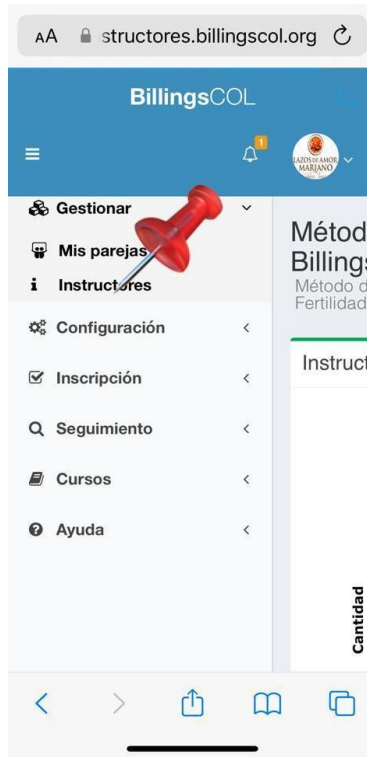 AA structores.billingscol.org
BillingsCOL
1
LAZOS DE AMOR
MARIANO
Gestionar
Mis parejas
Instructores
Configuración
Inscripción
Seguimiento
Cursos
Ayuda
Métod
Billings
Método d
Fertilidad
Instruct
Cantidad